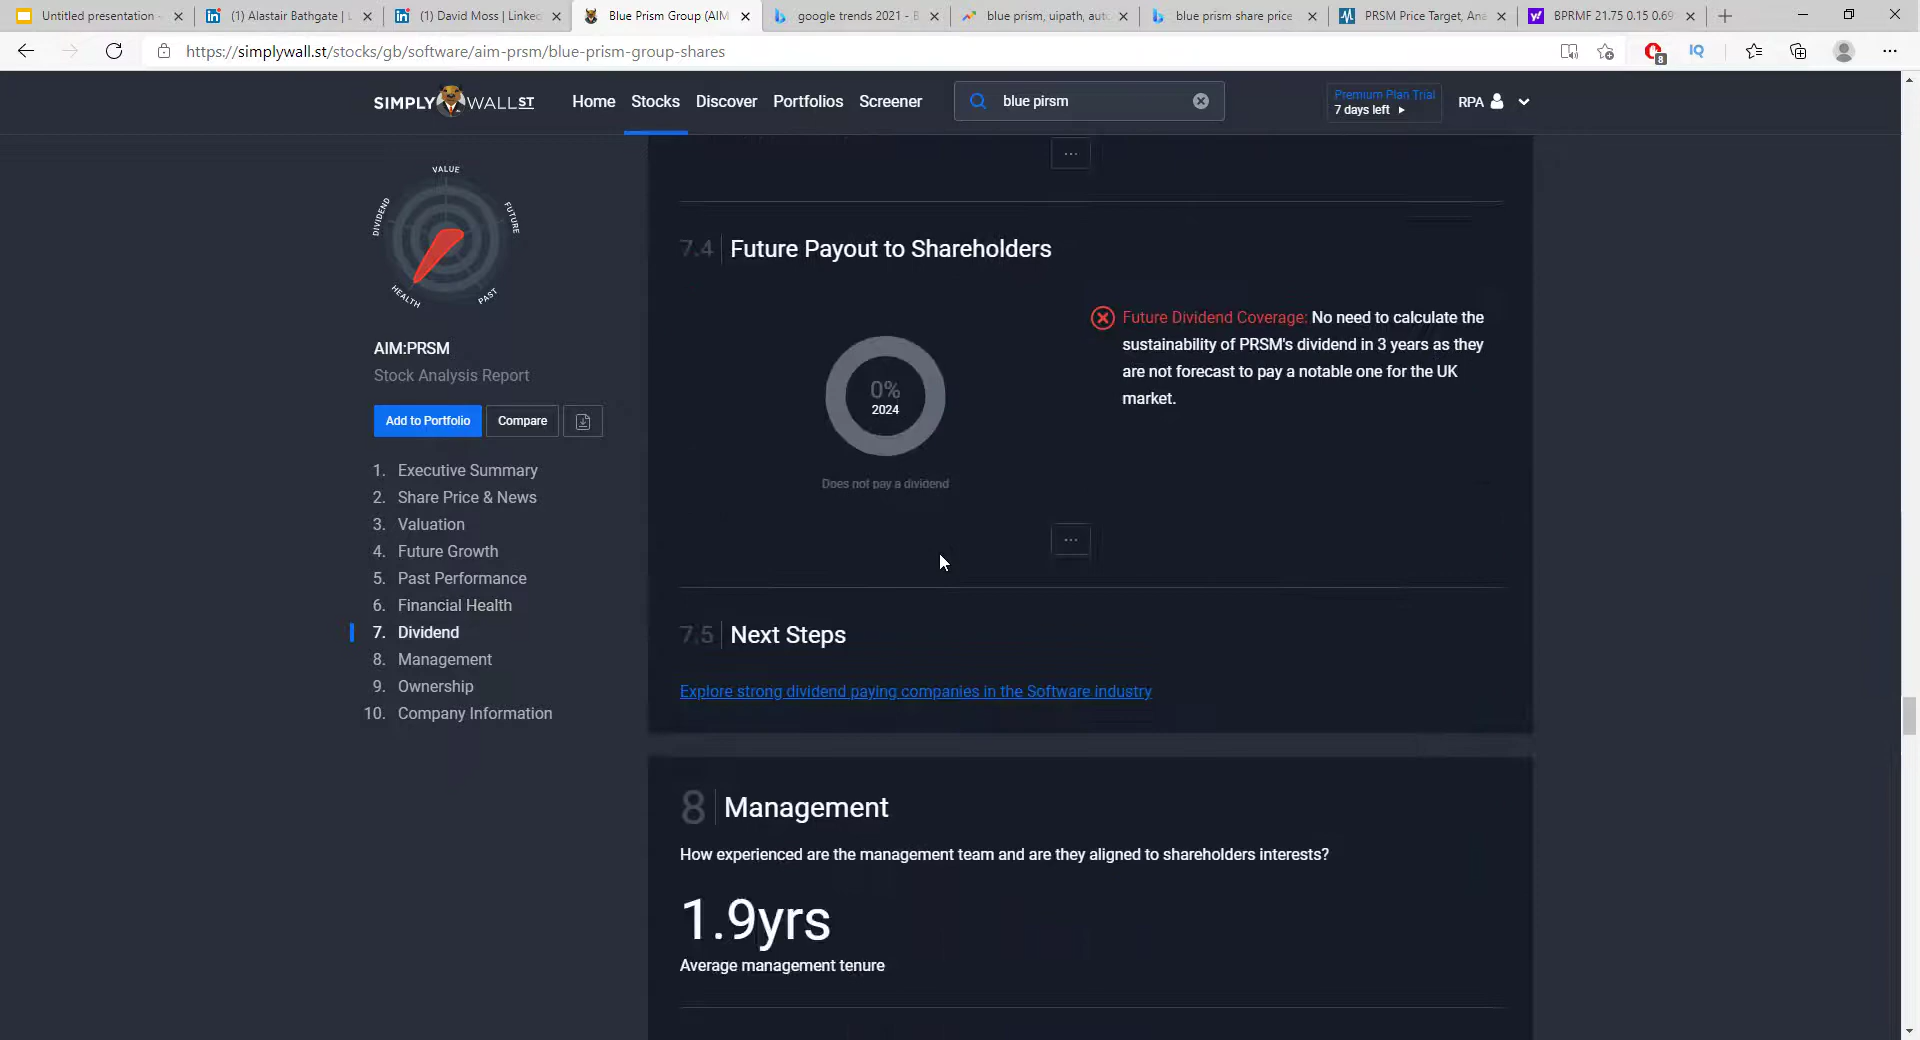 Untitled presentation -
(1) Alastair Bathgate | L
(1) David Moss | Linked
Blue Prism Group (AIM
google trends 2021 - B
blue prism, uipath, aut
blue prism share price
PRSM Price Target, Ana
BPRMF 21.75 0.15 0.69
https://simplywall.st/stocks/gb/software/aim-prsm/blue-prism-group-shares
8
IQ
SIMPLY WALL ST
Home
Stocks
Discover
Portfolios
Screener
blue pirsm
Premium Plan Trial
7 days left
RPA
VALUE
FUTURE
PAST
HEALTH
DIVIDEND
AIM:PRSM
Stock Analysis Report
Add to Portfolio
Compare
1. Executive Summary
2. Share Price & News
3. Valuation
4. Future Growth
5. Past Performance
6. Financial Health
7. Dividend
8. Management
9. Ownership
10. Company Information
...
7.4 Future Payout to Shareholders
0%
2024
Does not pay a dividend
Future Dividend Coverage: No need to calculate the
sustainability of PRSM's dividend in 3 years as they
are not forecast to pay a notable one for the UK
market.
...
7.5 Next Steps
Explore strong dividend paying companies in the Software industry
8 Management
How experienced are the management team and are they aligned to shareholders interests?
1.9yrs
Average management tenure